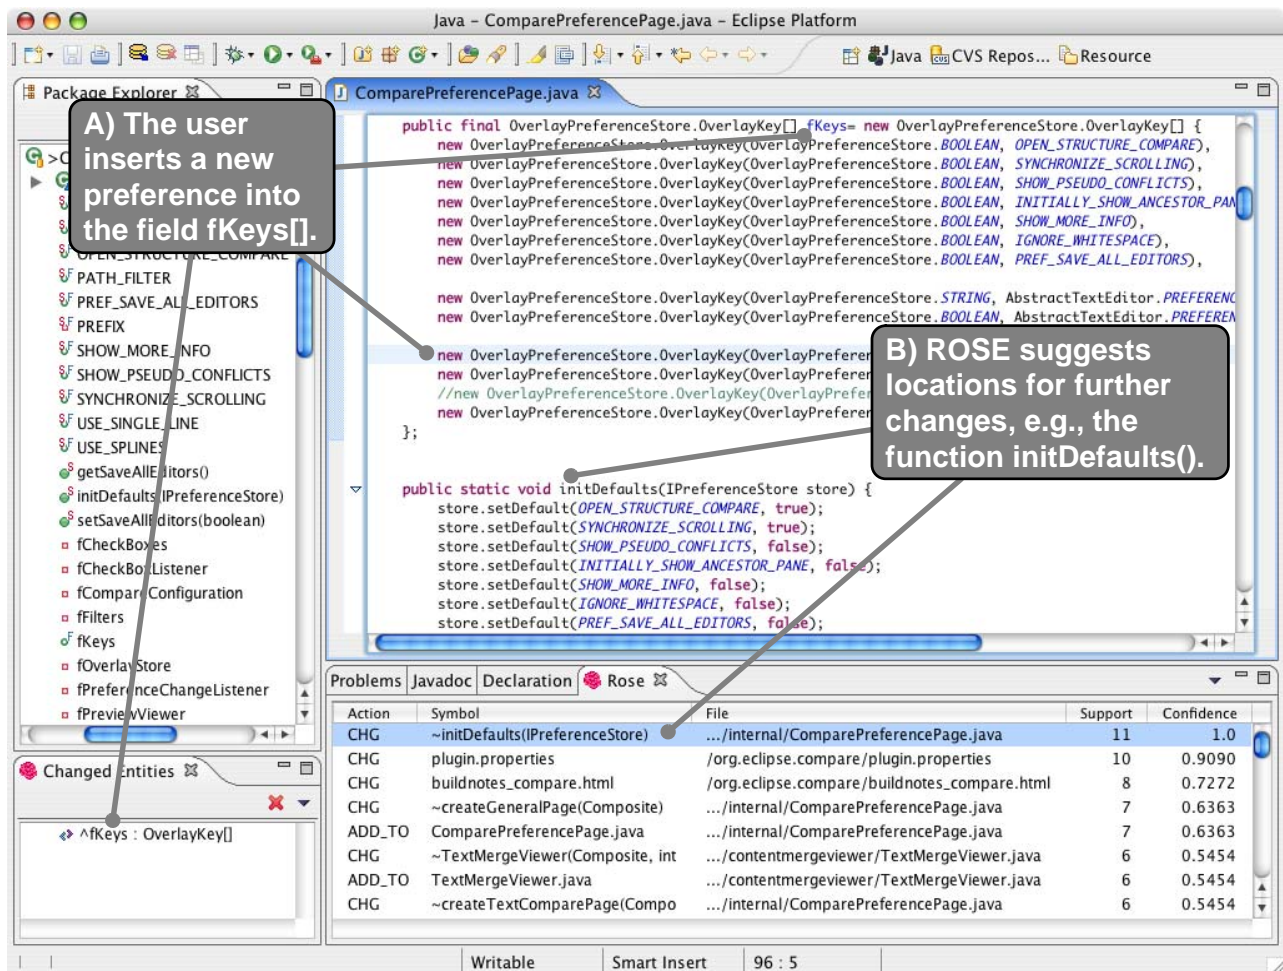 Java – ComparePreferencePage.java – Eclipse Platform
Java CVS Repos... Resource
Package Explorer
ComparePreferencePage.java
A) The user
inserts a new
preference into
the field fKeys[].
OPEN_STRUCTURE_COMPARE
PATH_FILTER
PREF_SAVE_ALL_EDITORS
PREFIX
SHOW_MORE_INFO
SHOW_PSEUDO_CONFLICTS
SYNCHRONIZE_SCROLLING
USE_SINGLE_LINE
USE_SPLINES
getSaveAllEditors()
initDefaults(IPreferenceStore)
setSaveAllEditors(boolean)
fCheckBoxes
fCheckBoxListener
fCompareConfiguration
fFilters
fKeys
fOverlayStore
fPreferenceChangeListener
fPreviewViewer
public final OverlayPreferenceStore.OverlayKey[] fKeys= new OverlayPreferenceStore.OverlayKey[] {
new OverlayPreferenceStore.OverlayKey(OverlayPreferenceStore.BOOLEAN, OPEN_STRUCTURE_COMPARE),
new OverlayPreferenceStore.OverlayKey(OverlayPreferenceStore.BOOLEAN, SYNCHRONIZE_SCROLLING),
new OverlayPreferenceStore.OverlayKey(OverlayPreferenceStore.BOOLEAN, SHOW_PSEUDO_CONFLICTS),
new OverlayPreferenceStore.OverlayKey(OverlayPreferenceStore.BOOLEAN, INITIALLY_SHOW_ANCESTOR_PAN
new OverlayPreferenceStore.OverlayKey(OverlayPreferenceStore.BOOLEAN, SHOW_MORE_INFO),
new OverlayPreferenceStore.OverlayKey(OverlayPreferenceStore.BOOLEAN, IGNORE_WHITESPACE),
new OverlayPreferenceStore.OverlayKey(OverlayPreferenceStore.BOOLEAN, PREF_SAVE_ALL_EDITORS),
new OverlayPreferenceStore.OverlayKey(OverlayPreferenceStore.STRING, AbstractTextEditor.PREFERENC
new OverlayPreferenceStore.OverlayKey(OverlayPreferenceStore.BOOLEAN, AbstractTextEditor.PREFEREN
new OverlayPreferenceStore.OverlayKey(OverlayPreferen
new OverlayPreferenceStore.OverlayKey(OverlayPreferen
//new OverlayPreferenceStore.OverlayKey(OverlayPrefere
new OverlayPreferenceStore.OverlayKey(OverlayPreferen
};
B) ROSE suggests
locations for further
changes, e.g., the
function initDefaults().
public static void initDefaults(IPreferenceStore store) {
store.setDefault(OPEN_STRUCTURE_COMPARE, true);
store.setDefault(SYNCHRONIZE_SCROLLING, true);
store.setDefault(SHOW_PSEUDO_CONFLICTS, false);
store.setDefault(INITIALLY_SHOW_ANCESTOR_PANE, false);
store.setDefault(SHOW_MORE_INFO, false);
store.setDefault(IGNORE_WHITESPACE, false);
store.setDefault(PREF_SAVE_ALL_EDITORS, false);
Problems Javadoc Declaration Rose
Action Symbol File Support Confidence
CHG ~initDefaults(IPreferenceStore) .../internal/ComparePreferencePage.java 11 1.0
CHG plugin.properties /org.eclipse.compare/plugin.properties 10 0.9090
CHG buildnotes_compare.html /org.eclipse.compare/buildnotes_compare.html 8 0.7272
CHG ~createGeneralPage(Composite) .../internal/ComparePreferencePage.java 7 0.6363
ADD_TO ComparePreferencePage.java .../internal/ComparePreferencePage.java 7 0.6363
CHG ~TextMergeViewer(Composite, int .../contentmergeviewer/TextMergeViewer.java 6 0.5454
ADD_TO TextMergeViewer.java .../contentmergeviewer/TextMergeViewer.java 6 0.5454
CHG ~createTextComparePage(Compo .../internal/ComparePreferencePage.java 6 0.5454
Changed Entities
^fKeys : OverlayKey[]
Writable Smart Insert 96 : 5